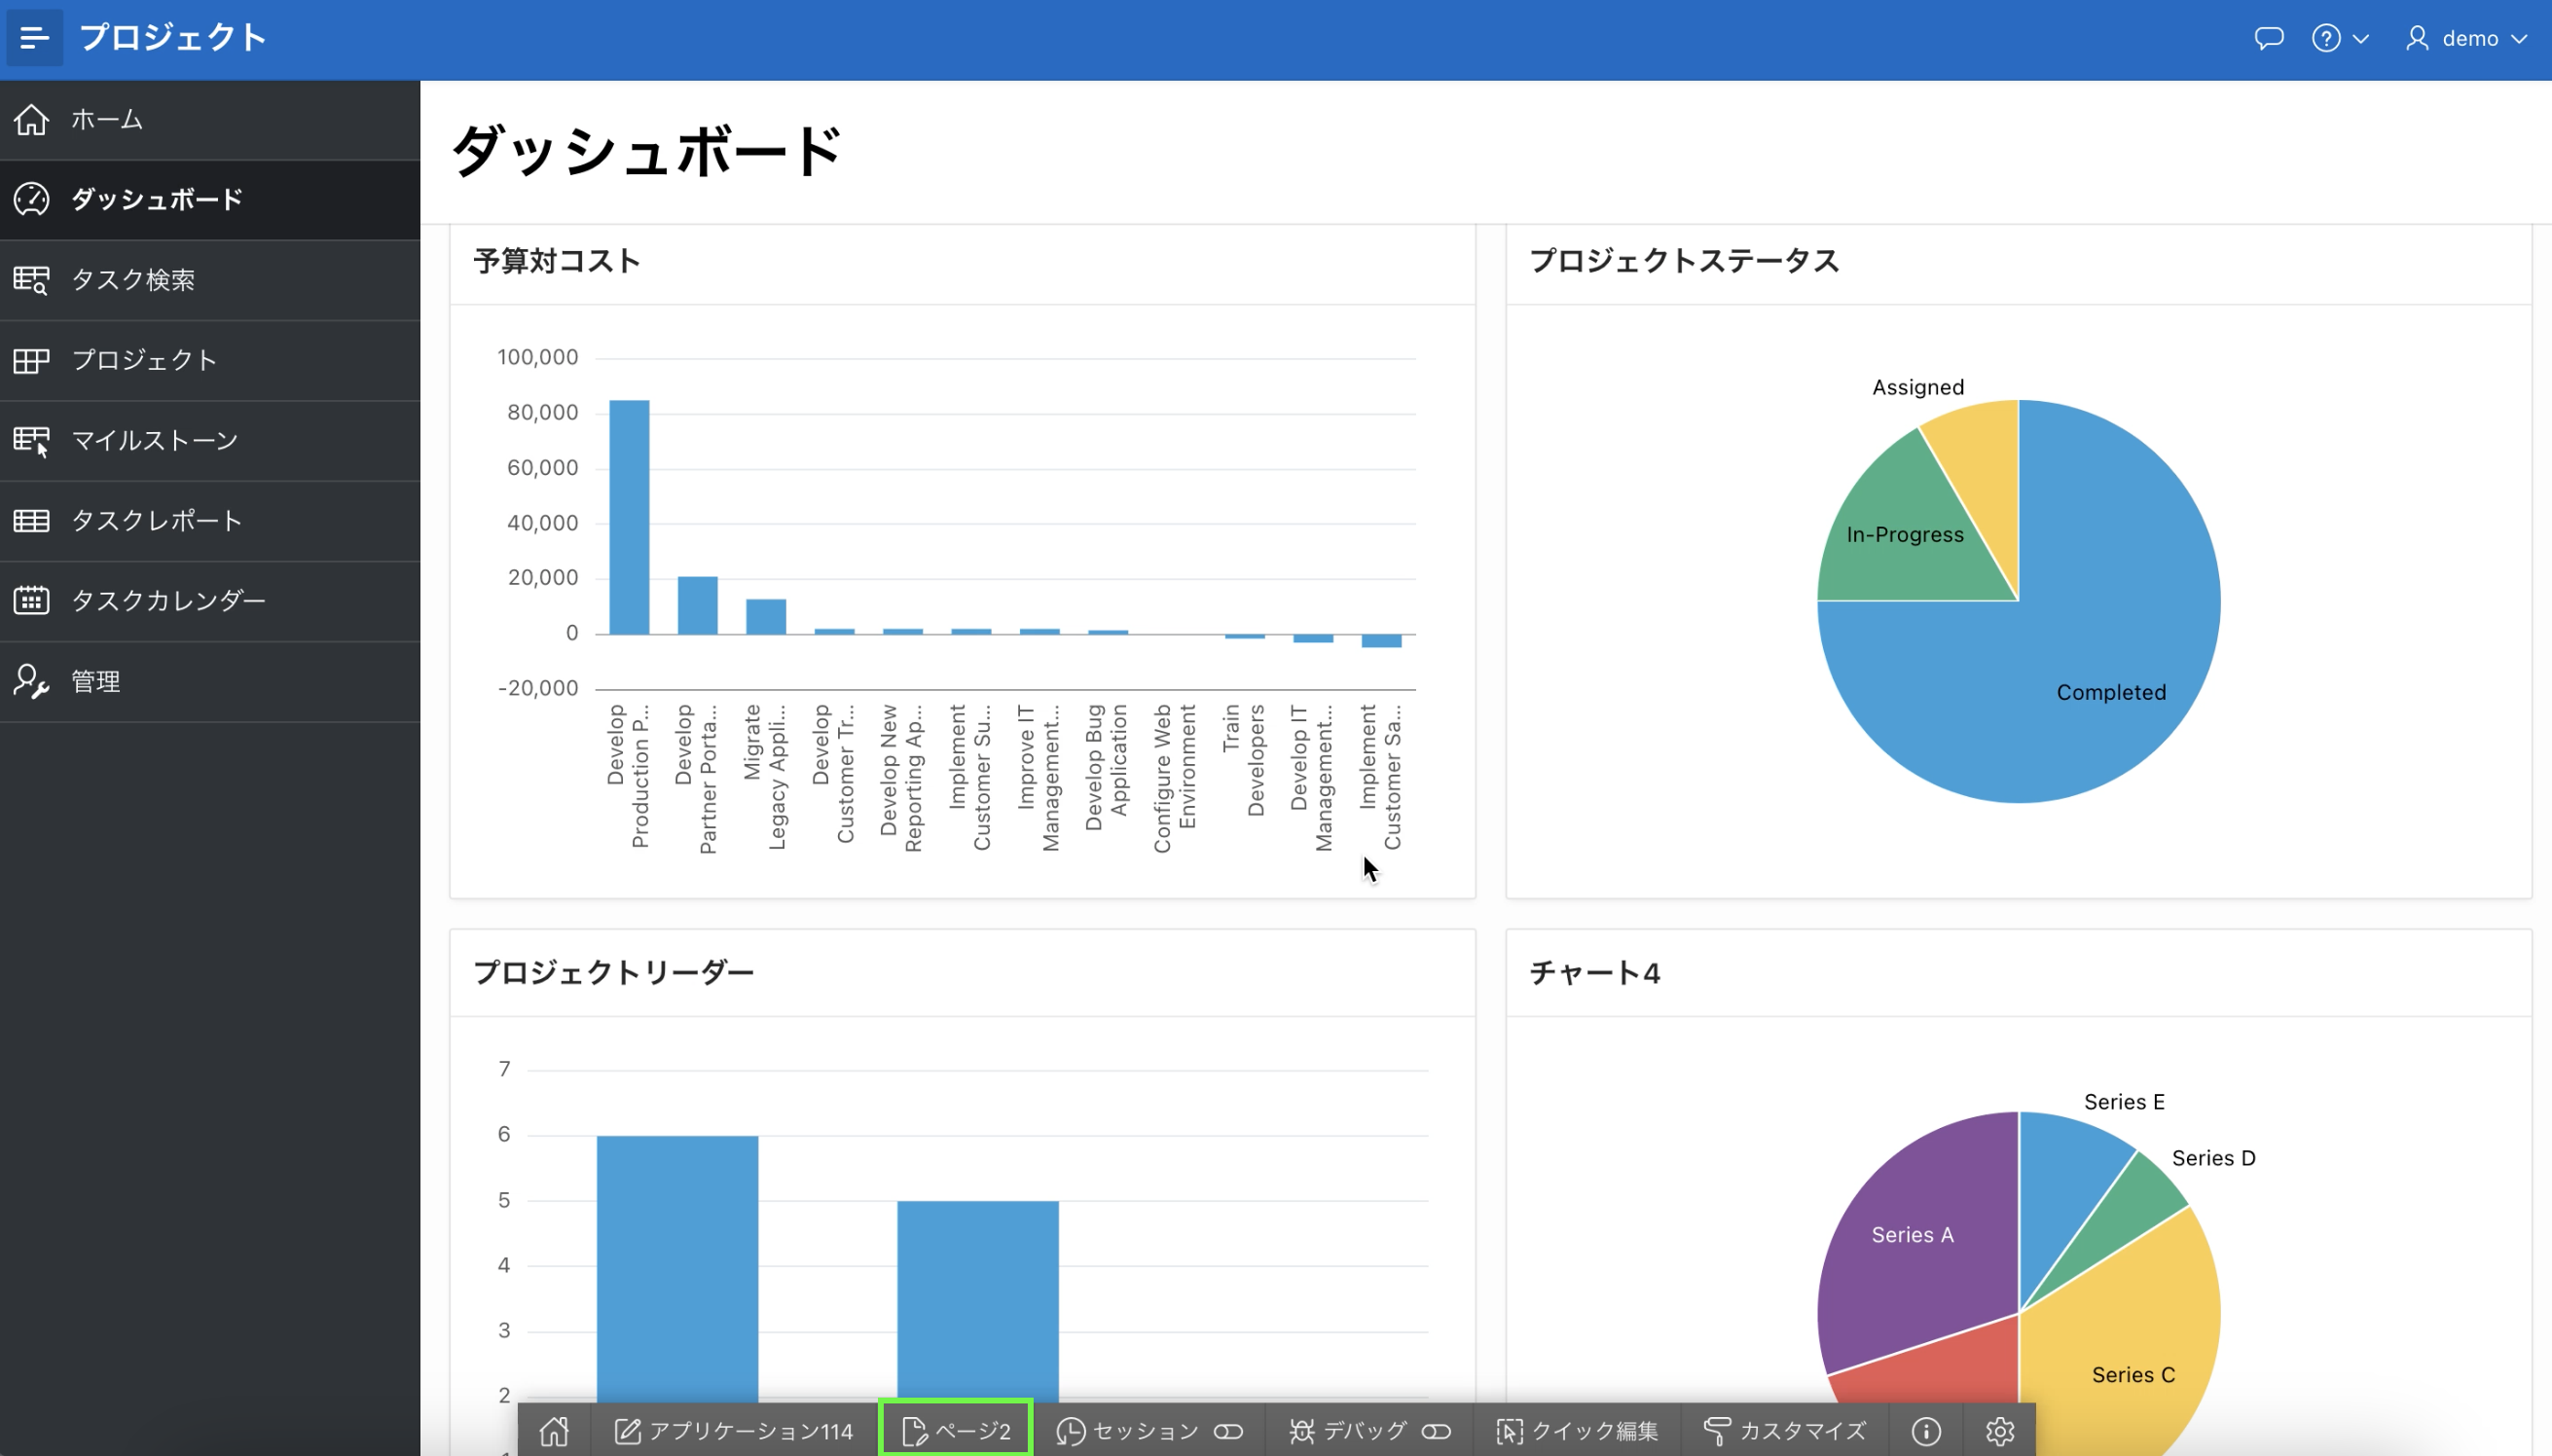 プロジェクト
demo
ホーム
ダッシュボード
タスク検索
プロジェクト
マイルストーン
タスクレポート
タスクカレンダー
管理
ダッシュボード
予算対コスト
100,000
80,000
60,000
40,000
20,000
0
-20,000
Develop
Production P...
Develop
Partner Porta...
Migrate
Legacy Appli...
Develop
Customer Tr...
Develop New
Reporting Ap...
Implement
Customer Su...
Improve IT
Management...
Develop Bug
Application
Configure Web
Environment
Train
Developers
Develop IT
Management...
Implement
Customer Sa...
プロジェクトステータス
Assigned
In-Progress
Completed
プロジェクトリーダー
7
6
5
4
3
2
チャート4
Series E
Series D
Series A
Series C
アプリケーション114
ページ2
セッション
デバッグ
クイック編集
カスタマイズ